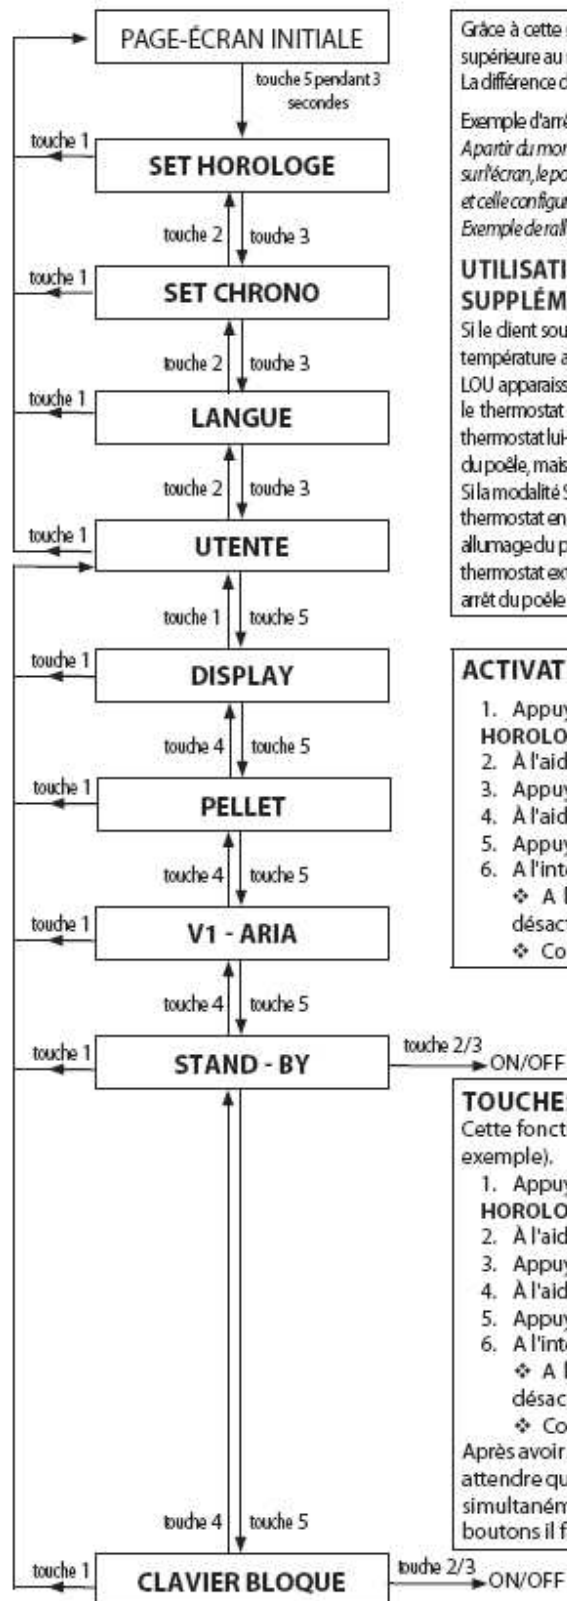 PAGE-ÉCRAN INITIALE
touche 5 pendant 3
secondes
touche 1
SET HOROLOGE
touche 2
touche 3
touche 1
SET CHRONO
touche 2
touche 3
touche 1
LANGUE
touche 2
touche 3
touche 1
UTENTE
touche 1
touche 5
touche 1
DISPLAY
touche 4
touche 5
touche 1
PELLET
touche 4
touche 5
touche 1
V1 - ARIA
touche 4
touche 5
touche 1
STAND - BY
touche 2/3
ON/OFF
touche 4
touche 5
touche 1
CLAVIER BLOQUE
touche 2/3
ON/OFF
Grâce à cette
supérieure au
La différence d
Exemple d'arrê
A partir du mor
sur l'écran, le po
et celle configur
Exemple de rall
UTILISATI
SUPPLÉM
Si le client sou
température a
LOU apparaiss
le thermostat
thermostat lui-
du poêle, mais
Si la modalité S
thermostat en
allumage du p
thermostat ext
arrêt du poêle
ACTIVAT
1. Appuy
HOROLO
2. À l'aid
3. Appuy
4. À l'aid
5. Appuy
6. A l'inte
❖ A l
désact
❖ Co
TOUCHE
Cette fonct
exemple).
1. Appuy
HOROLO
2. À l'aid
3. Appuy
4. À l'aid
5. Appuy
6. A l'inte
❖ A l
désac
❖ Co
Après avoir
attendre qu
simultaném
boutons il f